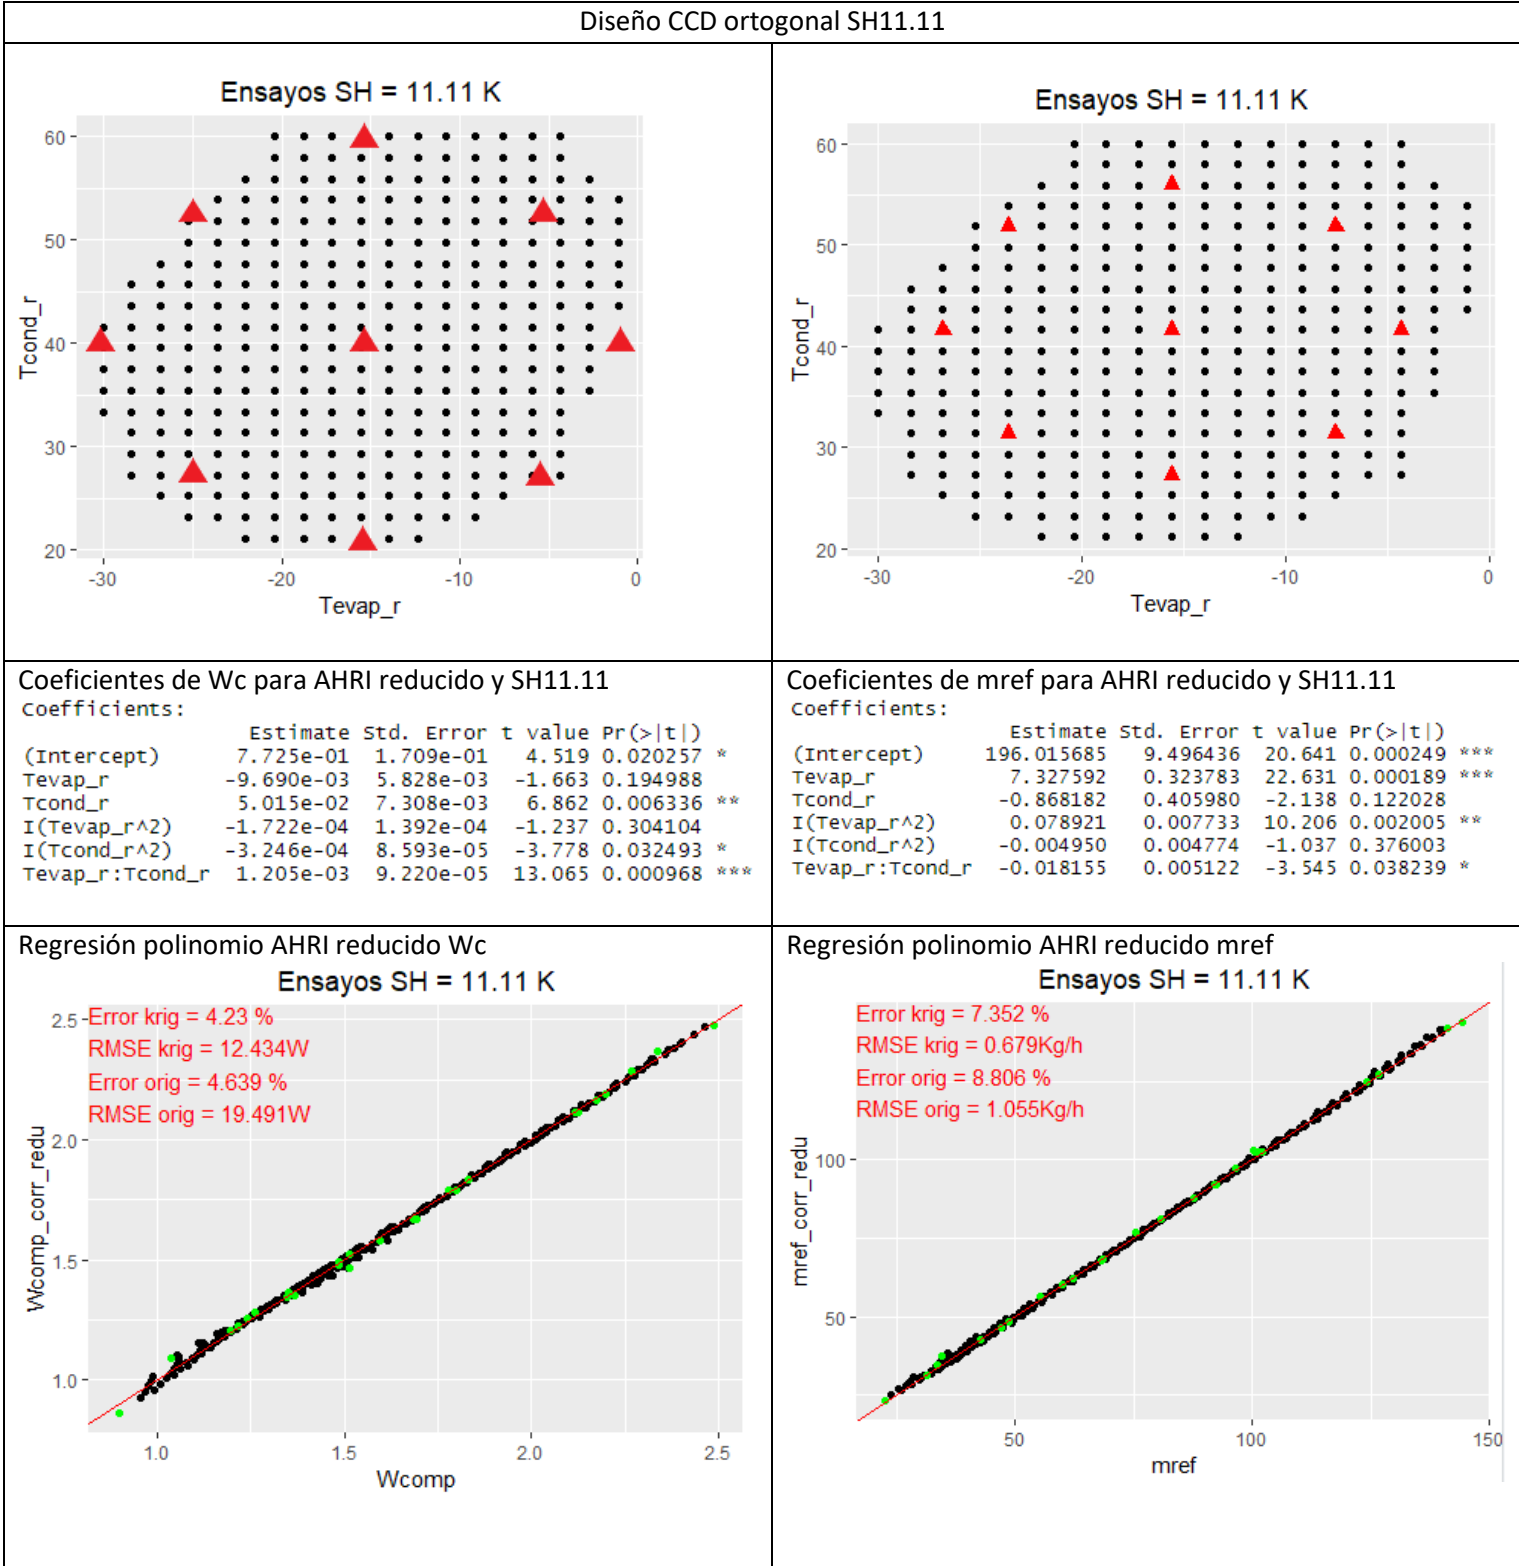 Diseño CCD ortogonal SH11.11
Ensayos SH = 11.11 K
60
50
40
30
20
Tcond_r
-30
-20
-10
0
Tevap_r
Ensayos SH = 11.11 K
60
50
40
30
20
Tcond_r
-30
-20
-10
0
Tevap_r
Coeficientes de Wc para AHRI reducido y SH11.11
Coefficients:
Estimate Std. Error t value Pr(>|t|)
(Intercept) 7.725e-01 1.709e-01 4.519 0.020257 *
Tevap_r -9.690e-03 5.828e-03 -1.663 0.194988
Tcond_r 5.015e-02 7.308e-03 6.862 0.006336 **
I(Tevap_r^2) -1.722e-04 1.392e-04 -1.237 0.304104
I(Tcond_r^2) -3.246e-04 8.593e-05 -3.778 0.032493 *
Tevap_r:Tcond_r 1.205e-03 9.220e-05 13.065 0.000968 ***
Coeficientes de mref para AHRI reducido y SH11.11
Coefficients:
Estimate Std. Error t value Pr(>|t|)
(Intercept) 196.015685 9.496436 20.641 0.000249 ***
Tevap_r 7.327592 0.323783 22.631 0.000189 ***
Tcond_r -0.868182 0.405980 -2.138 0.122028
I(Tevap_r^2) 0.078921 0.007733 10.206 0.002005 **
I(Tcond_r^2) -0.004950 0.004774 -1.037 0.376003
Tevap_r:Tcond_r -0.018155 0.005122 -3.545 0.038239 *
Regresión polinomio AHRI reducido Wc
Ensayos SH = 11.11 K
Error krig = 4.23 %
RMSE krig = 12.434W
Error orig = 4.639 %
RMSE orig = 19.491W
2.5
2.0
1.5
1.0
Wcomp_corr_redu
1.0
1.5
2.0
2.5
Wcomp
Regresión polinomio AHRI reducido mref
Ensayos SH = 11.11 K
Error krig = 7.352 %
RMSE krig = 0.679Kg/h
Error orig = 8.806 %
RMSE orig = 1.055Kg/h
100
50
mref_corr_redu
50
100
150
mref